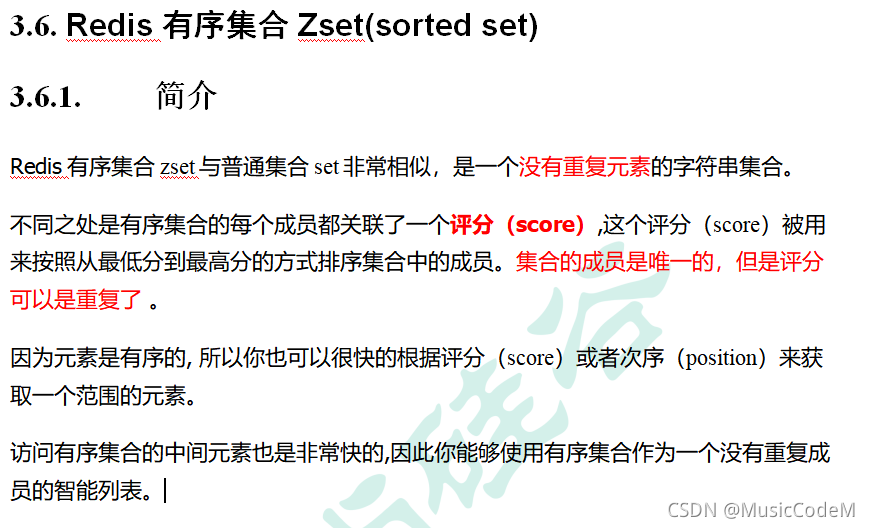 3.6. Redis 有序集合 Zset(sorted set)
3.6.1. 简介
Redis 有序集合 zset 与普通集合 set 非常相似，是一个没有重复元素的字符串集合。
不同之处是有序集合的每个成员都关联了一个评分（score）,这个评分（score）被用
来按照从最低分到最高分的方式排序集合中的成员。集合的成员是唯一的，但是评分
可以是重复了 。
因为元素是有序的, 所以你也可以很快的根据评分（score）或者次序（position）来获
取一个范围的元素。
访问有序集合的中间元素也是非常快的,因此你能够使用有序集合作为一个没有重复成
员的智能列表。
硅谷
CSDN @MusicCodeM